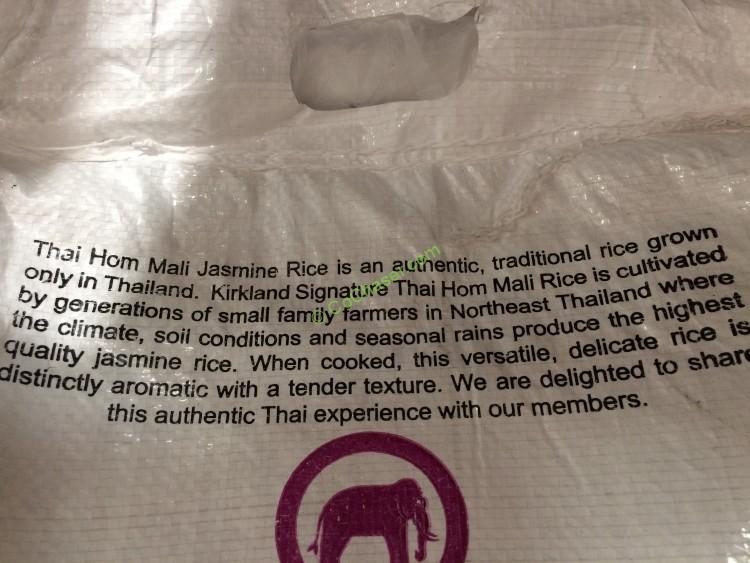 Thai Hom Mali Jasmine Rice is an authentic, traditional rice grown
only in Thailand. Kirkland Signature Thai Hom Mali Rice is cultivated
by generations of small family farmers in Northeast Thailand where
the climate, soil conditions and seasonal rains produce the highest
quality jasmine rice. When cooked, this versatile, delicate rice is
distinctly aromatic with a tender texture. We are delighted to share
this authentic Thai experience with our members.
© CoChaser.com